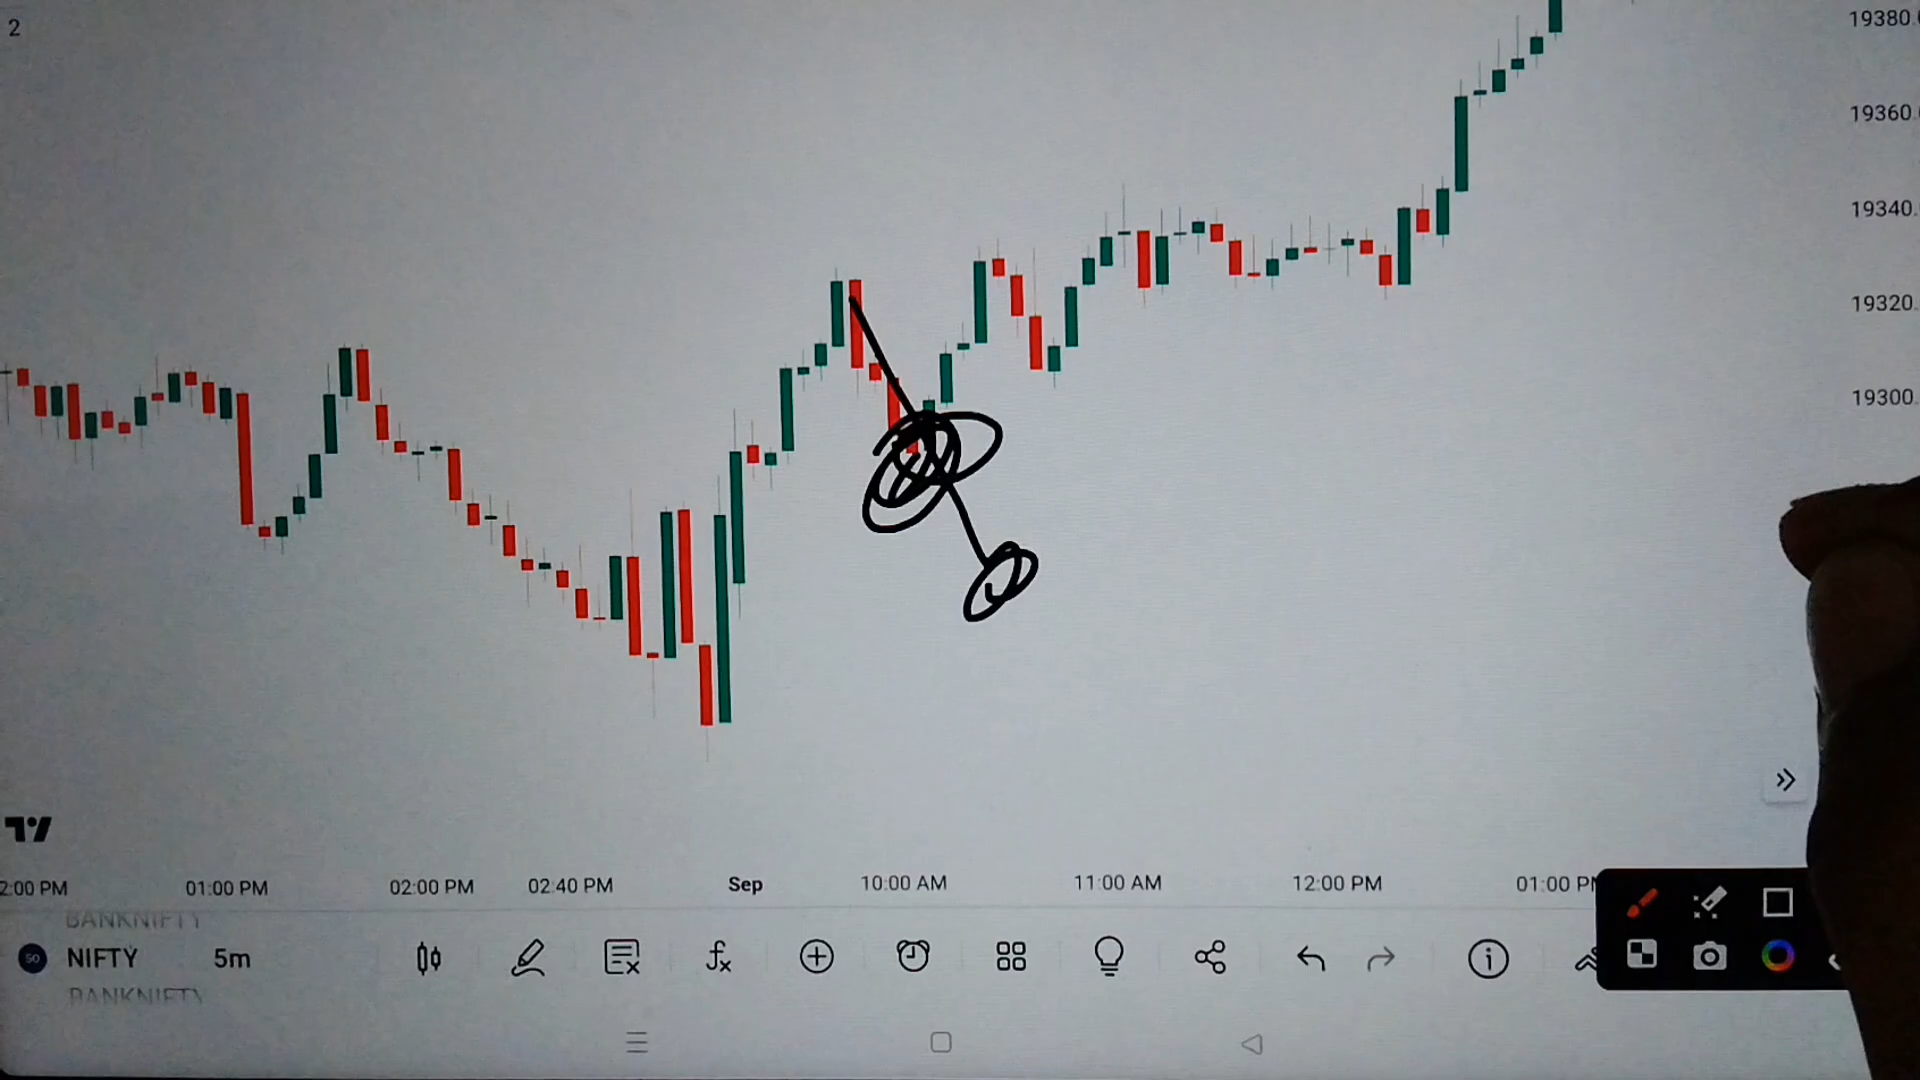 2
19380.
19360.
19340.
19320.
19300.
2:00 PM 01:00 PM 02:00 PM 02:40 PM Sep 10:00 AM 11:00 AM 12:00 PM 01:00 P
BANKNIFTY
NIFTY 5m
BANKNIFTY